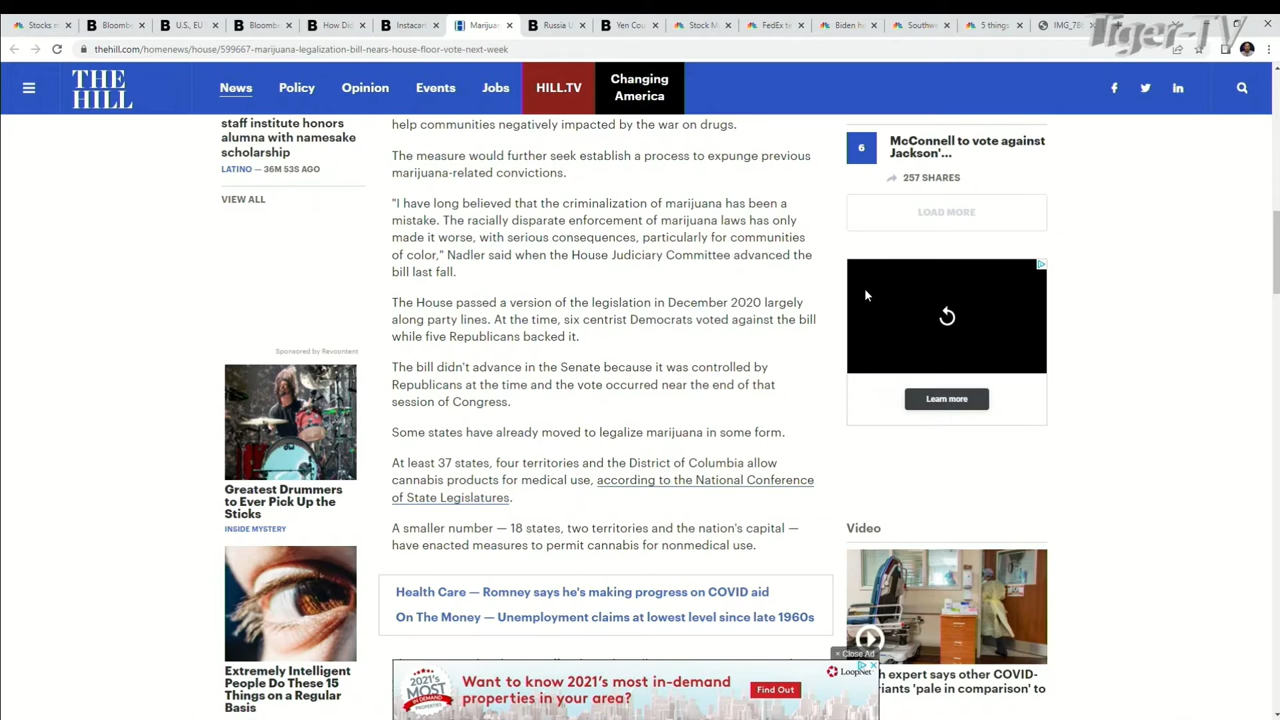 Stocks m
Bloombe
U.S., EU
Bloombe
How Did
Instacar
Marijua
Russia U
Yen Cou
Stock M
FedEx te
Biden he
Southwe
5 things
IMG_78
Tiger-TV
thehill.com/homenews/house/599667-marijuana-legalization-bill-nears-house-floor-vote-next-week
THE
HILL
News
Policy
Opinion
Events
Jobs
HILL.TV
Changing
America
staff institute honors
alumna with namesake
scholarship
LATINO — 36M 53S AGO
VIEW ALL
Sponsored by Revcontent
Greatest Drummers
to Ever Pick Up the
Sticks
INSIDE MYSTERY
Extremely Intelligent
People Do These 15
Things on a Regular
Basis
help communities negatively impacted by the war on drugs.
The measure would further seek establish a process to expunge previous
marijuana-related convictions.
"I have long believed that the criminalization of marijuana has been a
mistake. The racially disparate enforcement of marijuana laws has only
made it worse, with serious consequences, particularly for communities
of color," Nadler said when the House Judiciary Committee advanced the
bill last fall.
The House passed a version of the legislation in December 2020 largely
along party lines. At the time, six centrist Democrats voted against the bill
while five Republicans backed it.
The bill didn't advance in the Senate because it was controlled by
Republicans at the time and the vote occurred near the end of that
session of Congress.
Some states have already moved to legalize marijuana in some form.
At least 37 states, four territories and the District of Columbia allow
cannabis products for medical use, according to the National Conference
of State Legislatures.
A smaller number — 18 states, two territories and the nation's capital —
have enacted measures to permit cannabis for nonmedical use.
Health Care — Romney says he's making progress on COVID aid
On The Money — Unemployment claims at lowest level since late 1960s
× Close Ad
2021'S
MOST
IN DEMAND
PROPERTIES
Want to know 2021's most in-demand
properties in your area?
Find Out
LoopNet
6
McConnell to vote against
Jackson'...
257 SHARES
LOAD MORE
Learn more
Video
h expert says other COVID-
riants 'pale in comparison' to